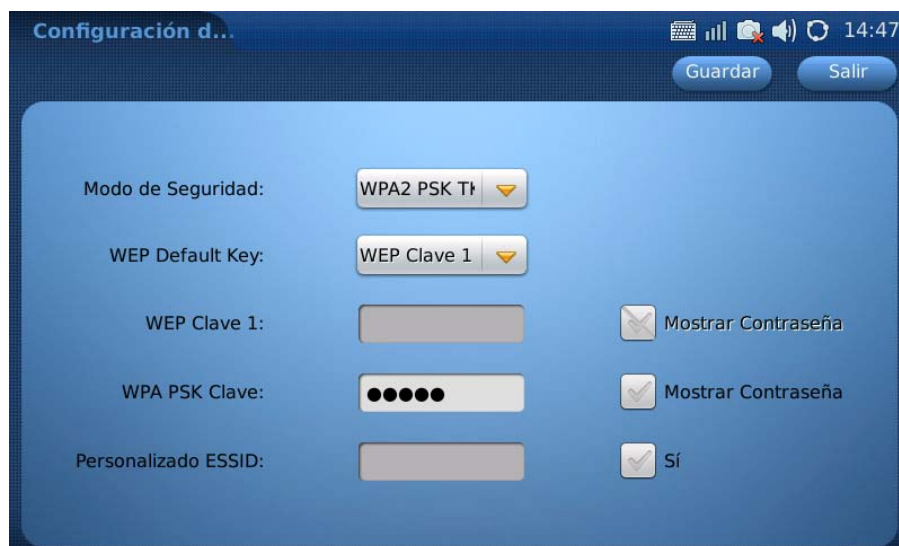 Configuración d...
14:47
Guardar Salir
Modo de Seguridad: WPA2 PSK
WEP Default Key: WEP Clave 1
WEP Clave 1: Mostrar Contraseña
WPA PSK Clave: ●●●●● Mostrar Contraseña
Personalizado ESSID: Sí